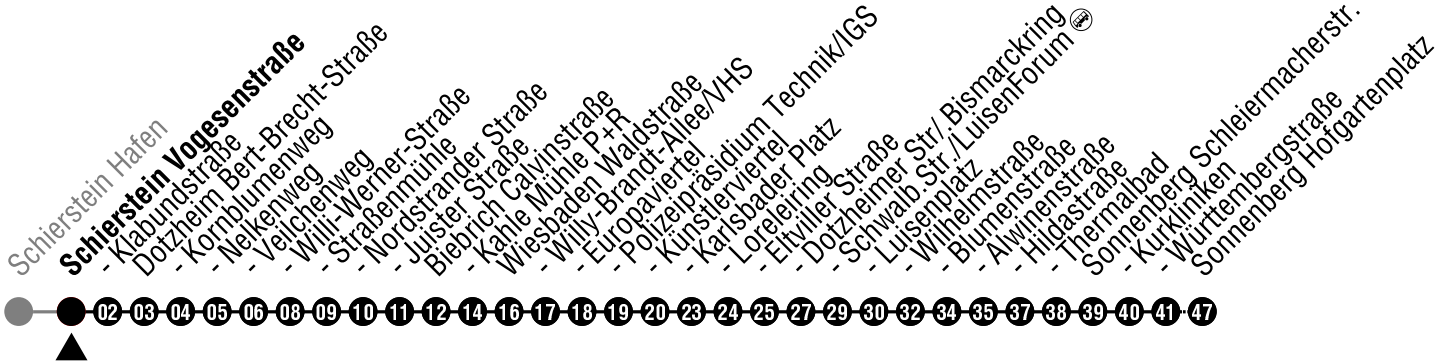 Schierstein Hafen
Schierstein Vogesenstraße
- Klabundstraße
Dotzheim Bert-Brecht-Straße
- Kornblumenweg
- Nelkenweg
- Veilchenweg
- Willi-Werner-Straße
- Straßenmühle
- Nordstrander Straße
- Juister Straße
Biebrich Calvinstraße
- Kahle Mühle P+R
Wiesbaden Waldstraße
- Willy-Brandt-Allee/VHS
- Europaviertel
- Polizeipräsidium Technik/IGS
- Künstlerviertel
- Karlsbader Platz
- Loreleiring
- Eltviller Straße
- Dotzheimer Str/. Bismarckring
- Schwalb.Str./LuisenForum
- Luisenplatz
- Wilhelmstraße
- Blumenstraße
- Alwinenstraße
- Hildastraße
- Thermalbad
Sonnenberg Schleiermacherstr.
- Kurkliniken
- Württembergstraße
Sonnenberg Hofgartenplatz
02 03 04 05 06 08 09 10 11 12 14 16 17 18 19 20 23 24 25 27 29 30 32 34 35 37 38 39 40 41 47